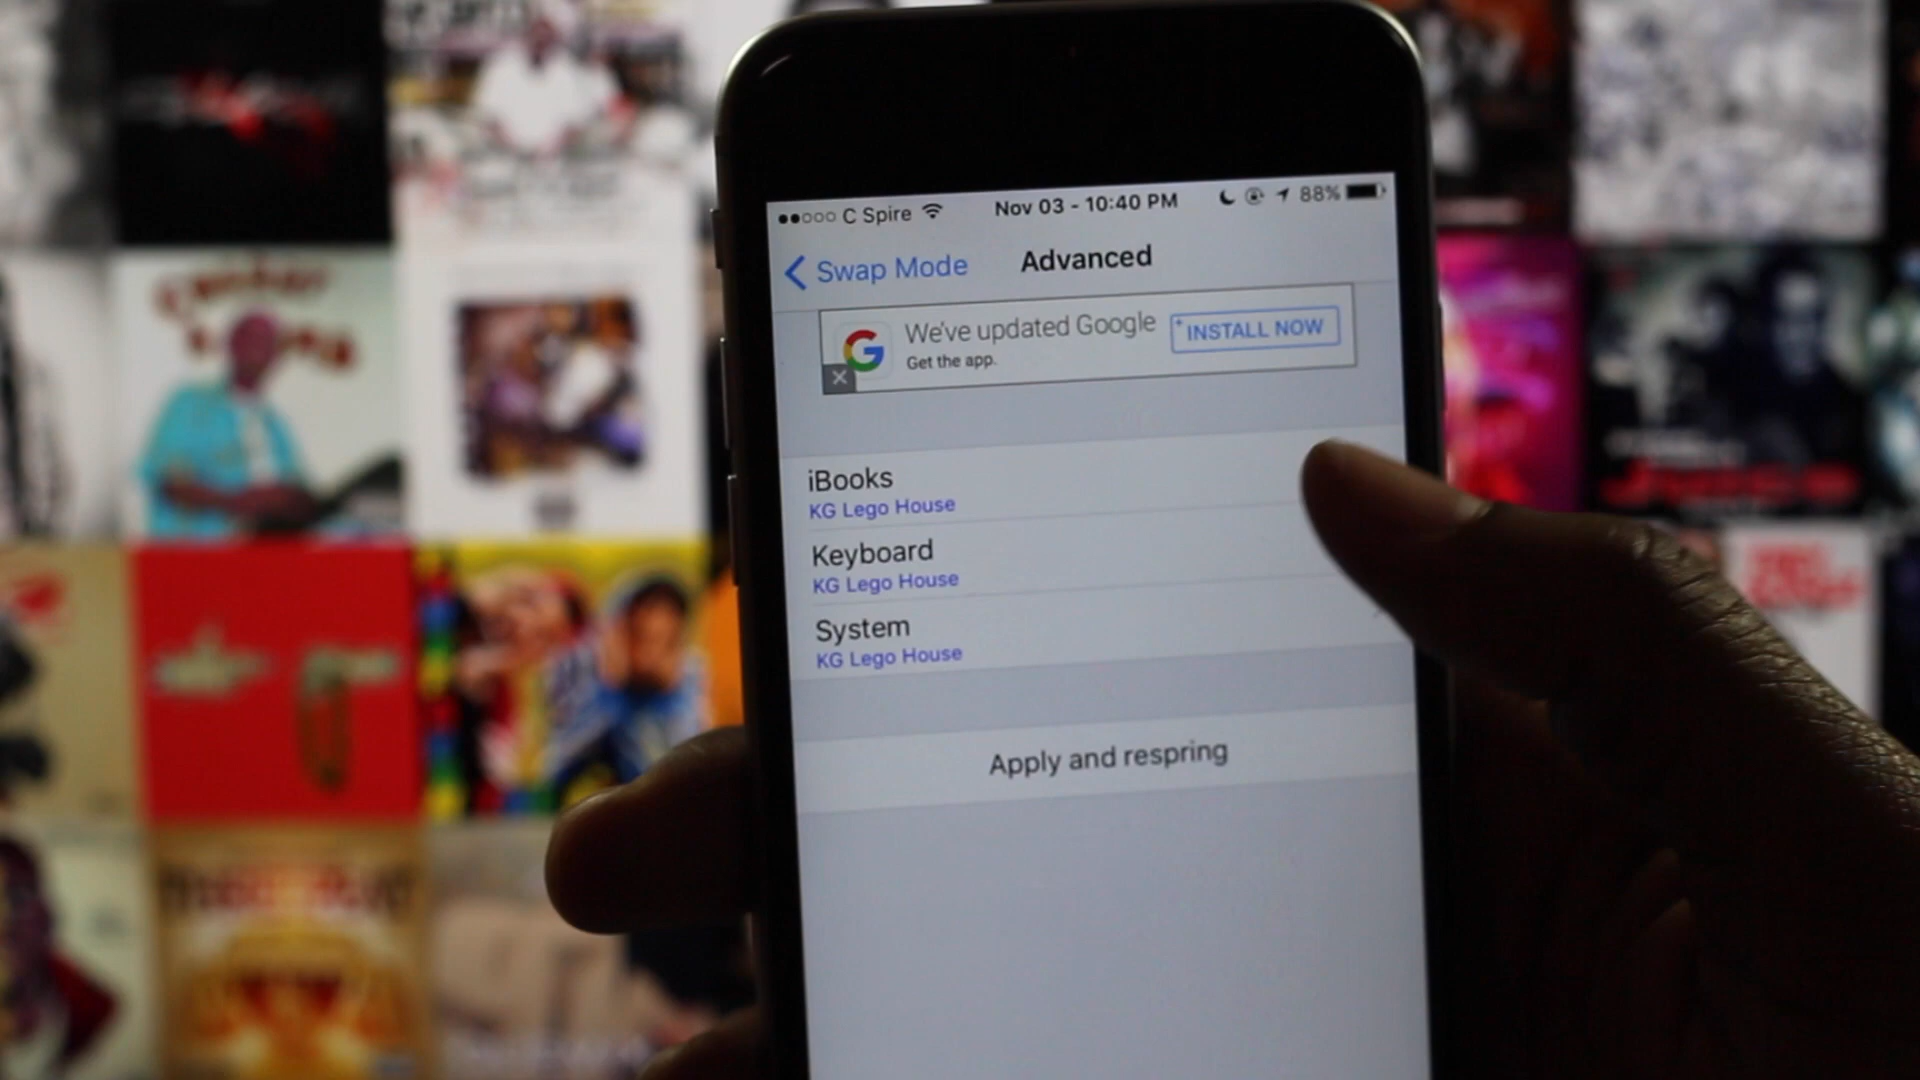 C Spire Nov 03 - 10:40 PM 88%
Swap Mode Advanced
We've updated Google
Get the app.
INSTALL NOW
iBooks
KG Lego House
Keyboard
KG Lego House
System
KG Lego House
Apply and respring